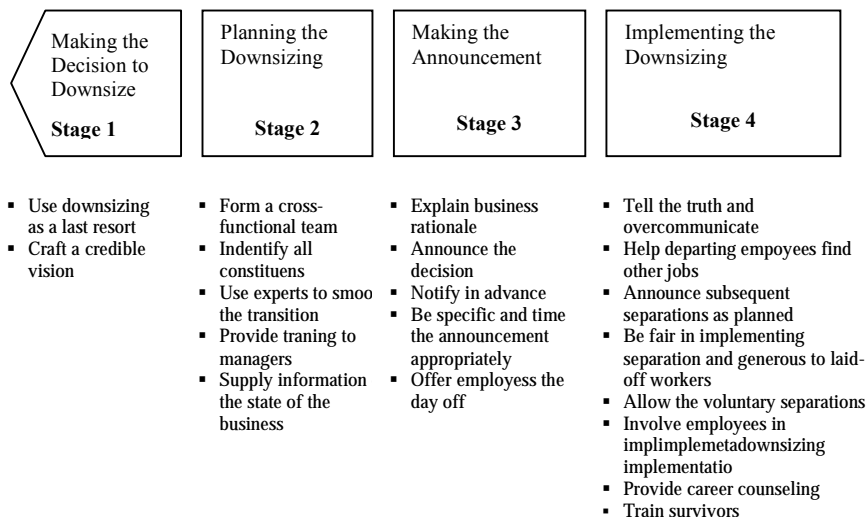 Making the
Decision to
Downsize
Stage 1
Planning the
Downsizing
Stage 2
Making the
Announcement
Stage 3
Implementing the
Downsizing
Stage 4
▪ Use downsizing
as a last resort
▪ Craft a credible
vision
▪ Form a cross-
functional team
▪ Indentify all
constituens
▪ Use experts to smoo
the transition
▪ Provide traning to
managers
▪ Supply information
the state of the
business
▪ Explain business
rationale
▪ Announce the
decision
▪ Notify in advance
▪ Be specific and time
the announcement
appropriately
▪ Offer employess the
day off
▪ Tell the truth and
overcommunicate
▪ Help departing empoyees find
other jobs
▪ Announce subsequent
separations as planned
▪ Be fair in implementing
separation and generous to laid-
off workers
▪ Allow the voluntary separations
▪ Involve employees in
implimplemetadownsizing
implementatio
▪ Provide career counseling
▪ Train survivors